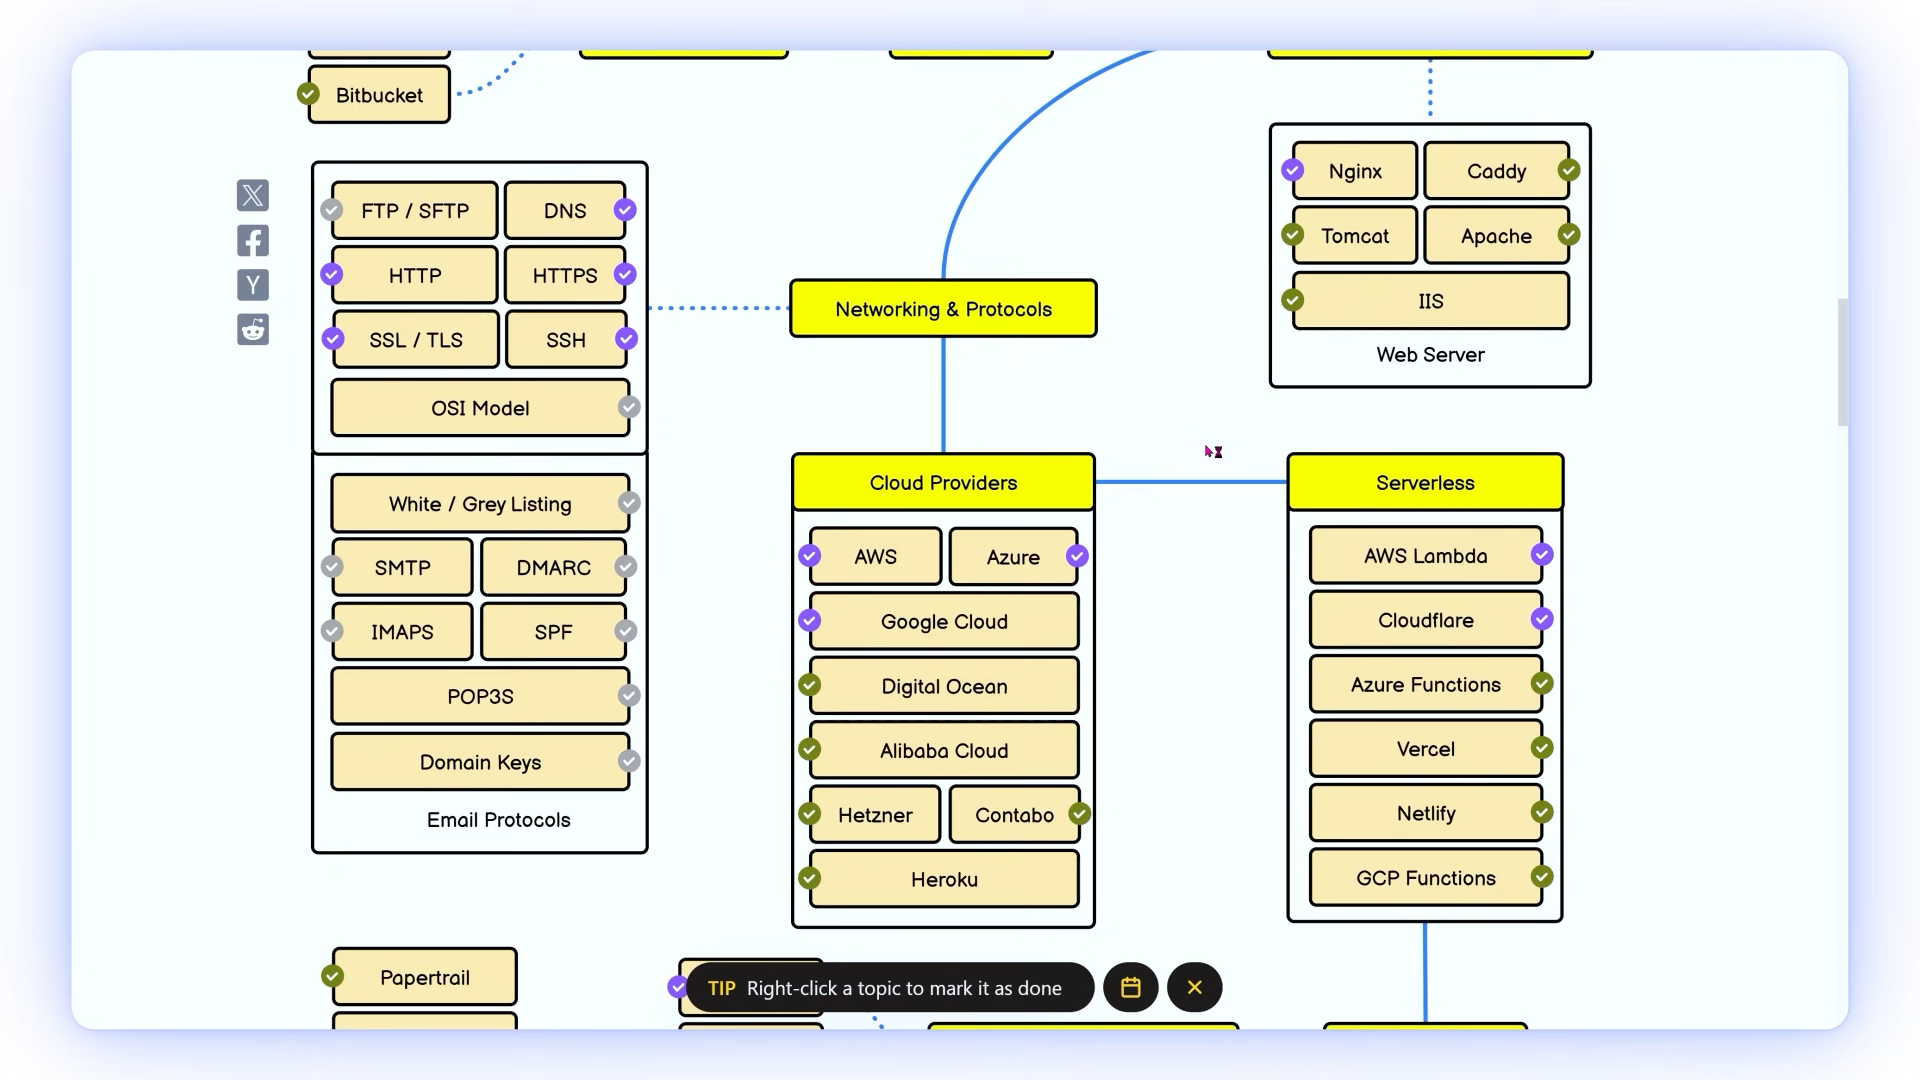 Bitbucket
FTP / SFTP
DNS
HTTP
HTTPS
SSL / TLS
SSH
OSI Model
White / Grey Listing
SMTP
DMARC
IMAPS
SPF
POP3S
Domain Keys
Email Protocols
Networking & Protocols
Nginx
Caddy
Tomcat
Apache
IIS
Web Server
Cloud Providers
AWS
Azure
Google Cloud
Digital Ocean
Alibaba Cloud
Hetzner
Contabo
Heroku
Serverless
AWS Lambda
Cloudflare
Azure Functions
Vercel
Netlify
GCP Functions
Papertrail
TIP Right-click a topic to mark it as done